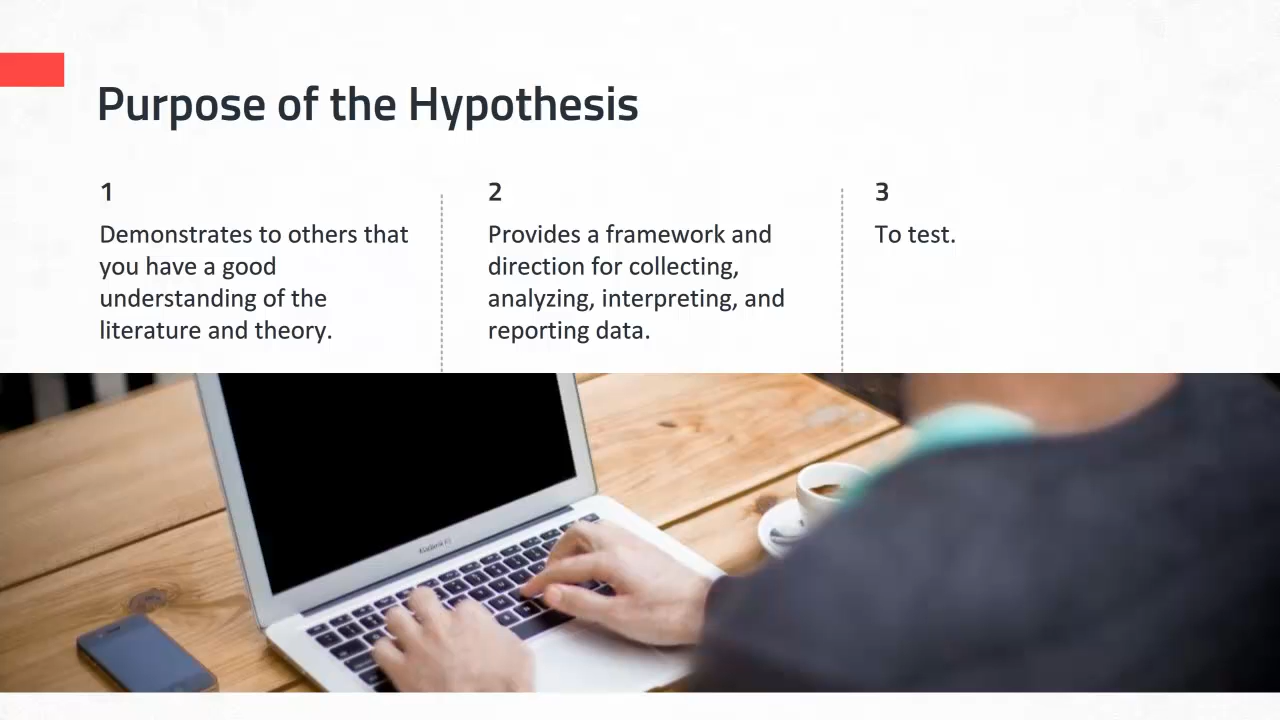 Purpose of the Hypothesis
1
Demonstrates to others that
you have a good
understanding of the
literature and theory.
2
Provides a framework and
direction for collecting,
analyzing, interpreting, and
reporting data.
3
To test.